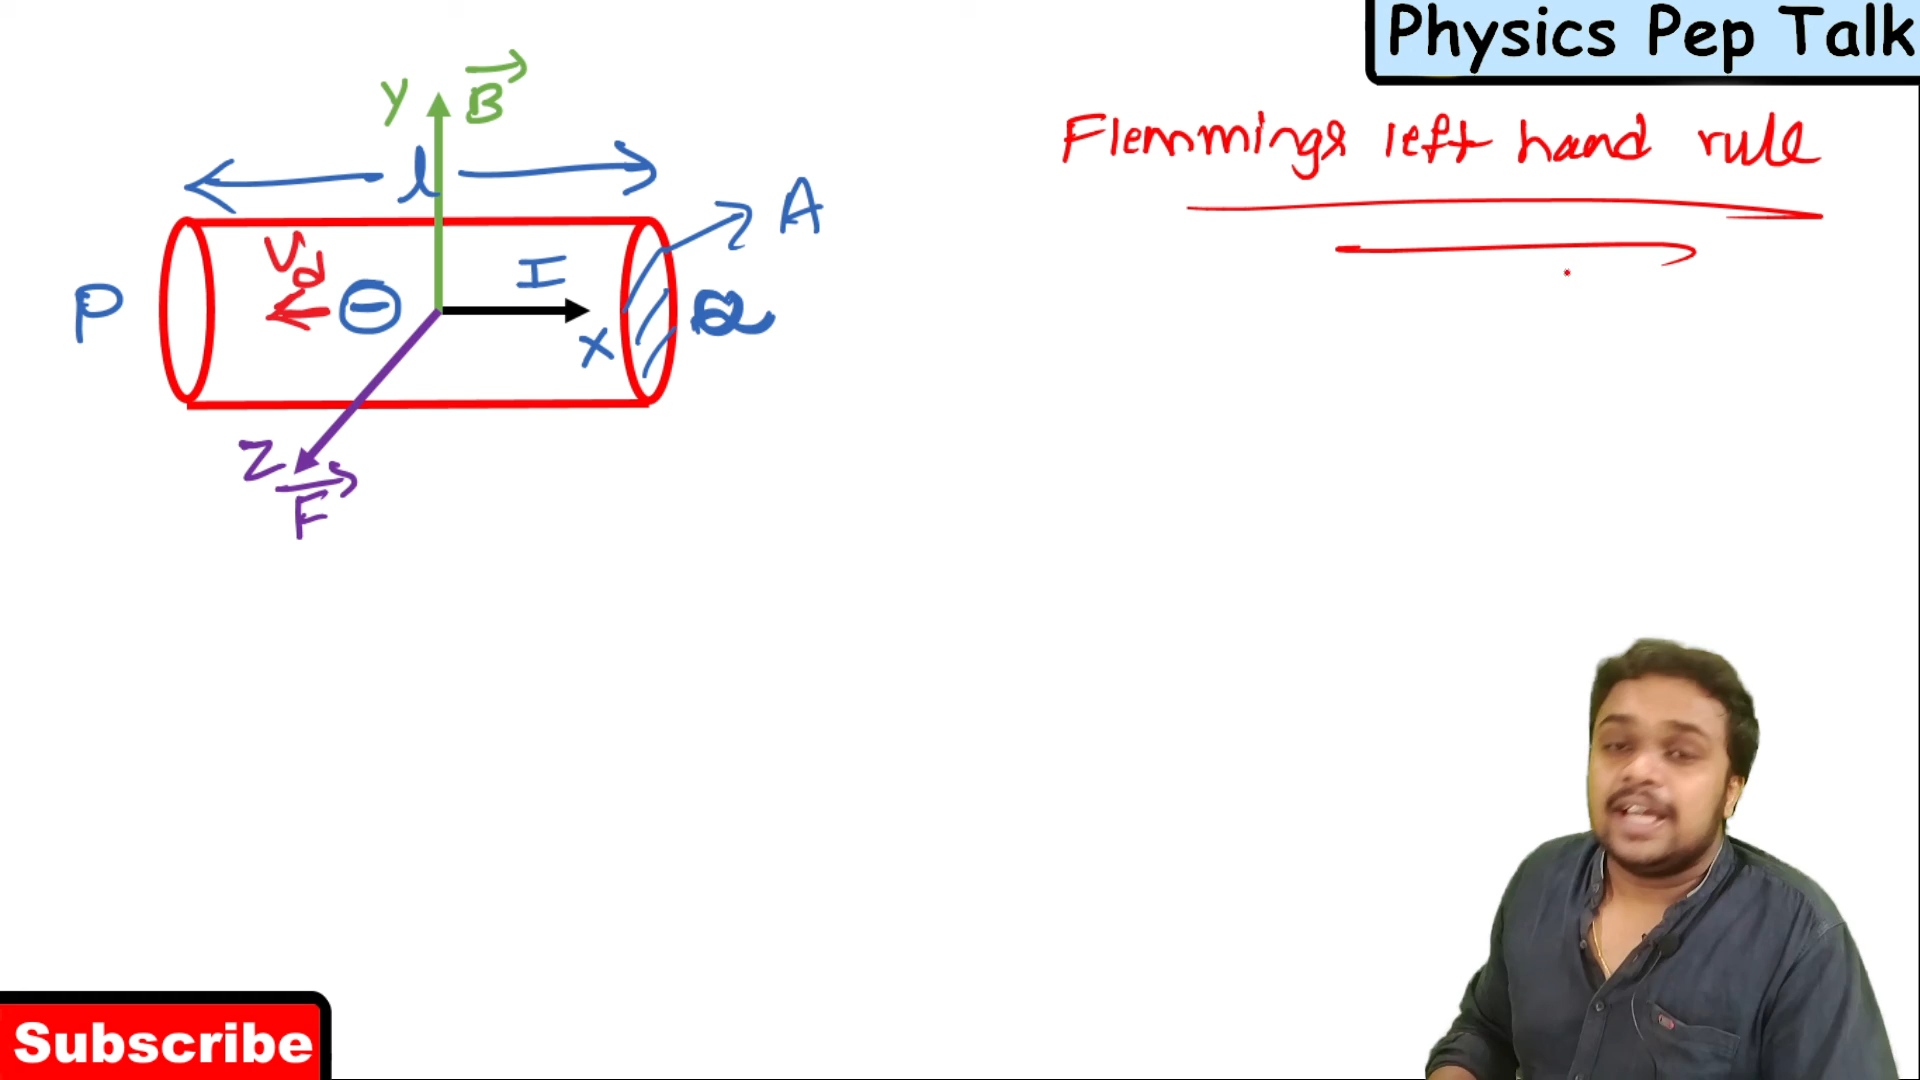 Physics Pep Talk
Flemmings left hand rule
Y B
l
A
Vd
I
P
Q
X
Z
F
Subscribe